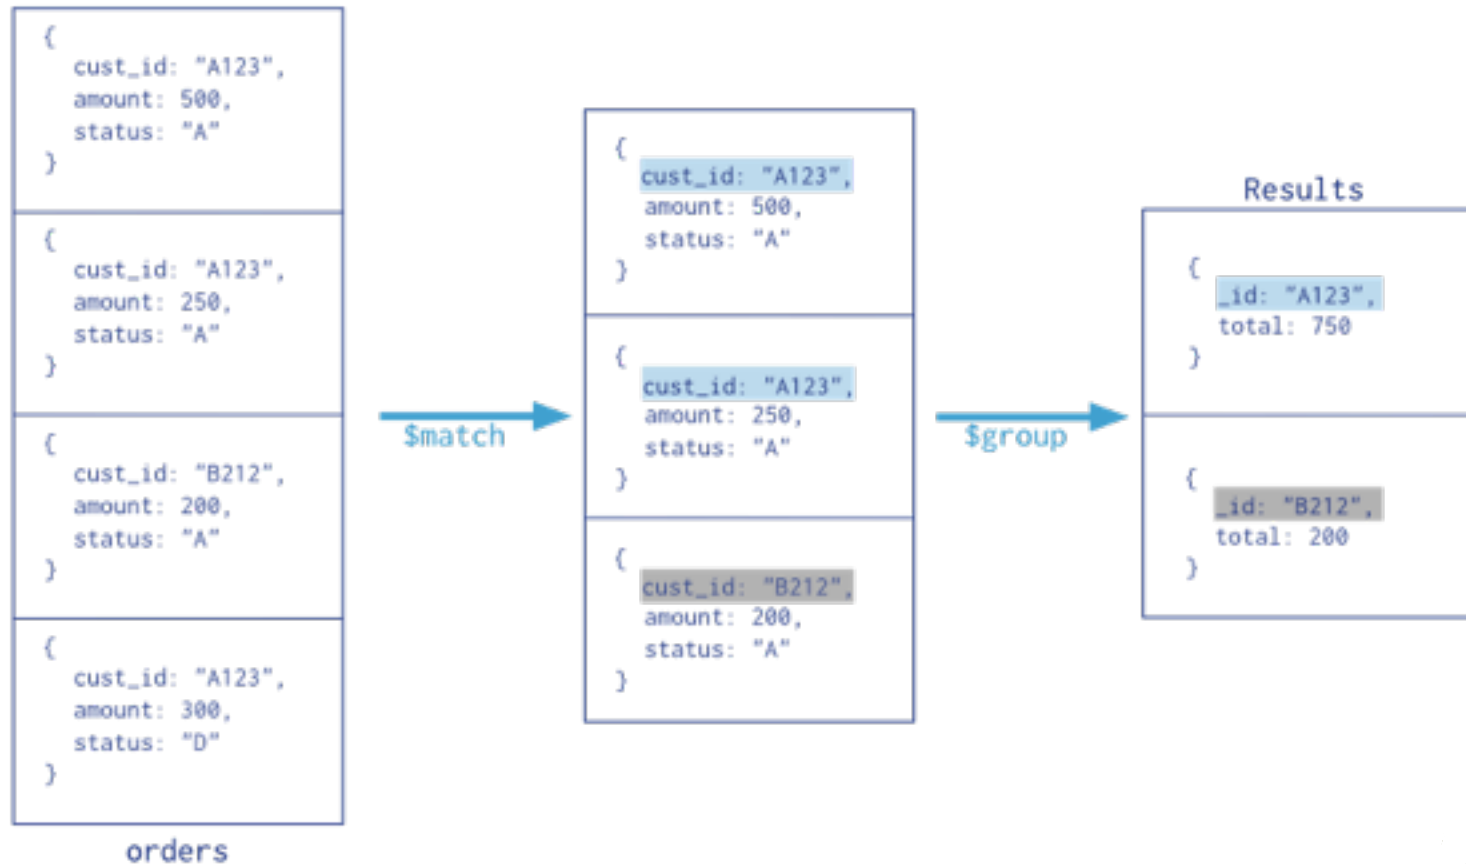 {
cust_id: "A123",
amount: 500,
status: "A"
}
{
cust_id: "A123",
amount: 250,
status: "A"
}
{
cust_id: "B212",
amount: 200,
status: "A"
}
{
cust_id: "A123",
amount: 300,
status: "D"
}
orders
$match
{
cust_id: "A123",
amount: 500,
status: "A"
}
{
cust_id: "A123",
amount: 250,
status: "A"
}
{
cust_id: "B212",
amount: 200,
status: "A"
}
$group
Results
{
_id: "A123",
total: 750
}
{
_id: "B212",
total: 200
}